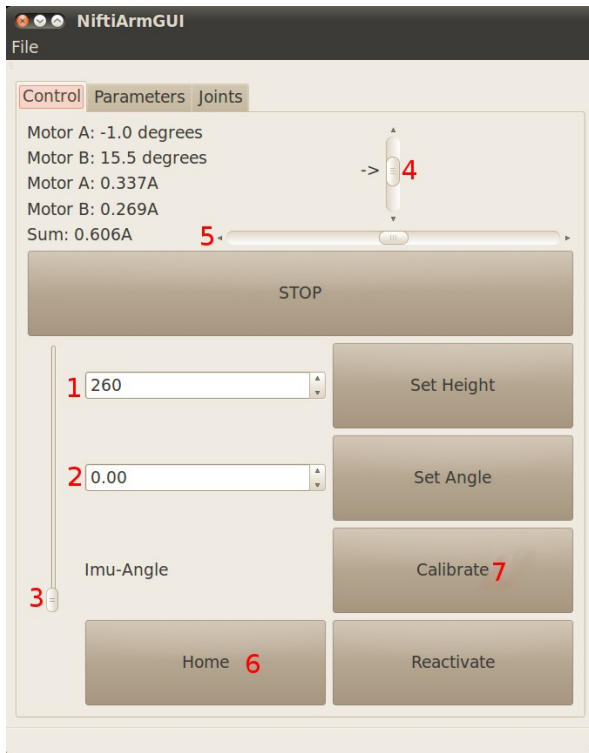 NiftiArmGUI
File
Control Parameters Joints
Motor A: -1.0 degrees
Motor B: 15.5 degrees
-> 4
Motor A: 0.337A
Motor B: 0.269A
Sum: 0.606A 5
STOP
1 260 Set Height
2 0.00 Set Angle
Imu-Angle Calibrate 7
3
Home 6 Reactivate